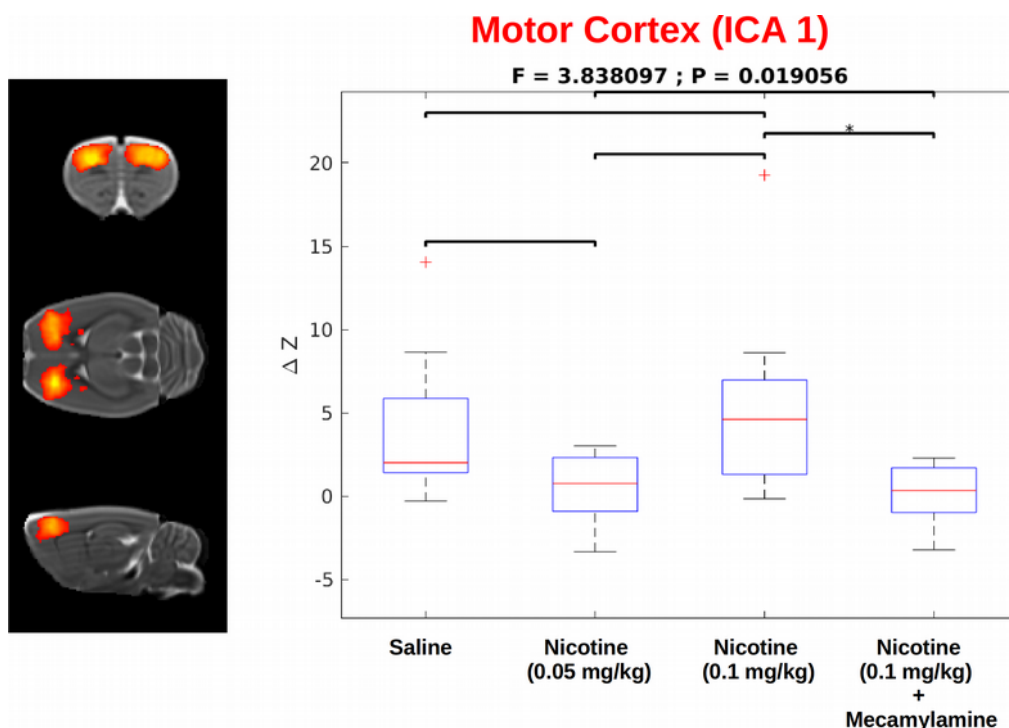 Motor Cortex (ICA 1)
F = 3.838097 ; P = 0.019056
*
20
15
10
5
0
-5
Δ Z
Saline
Nicotine
(0.05 mg/kg)
Nicotine
(0.1 mg/kg)
Nicotine
(0.1 mg/kg)
+
Mecamylamine